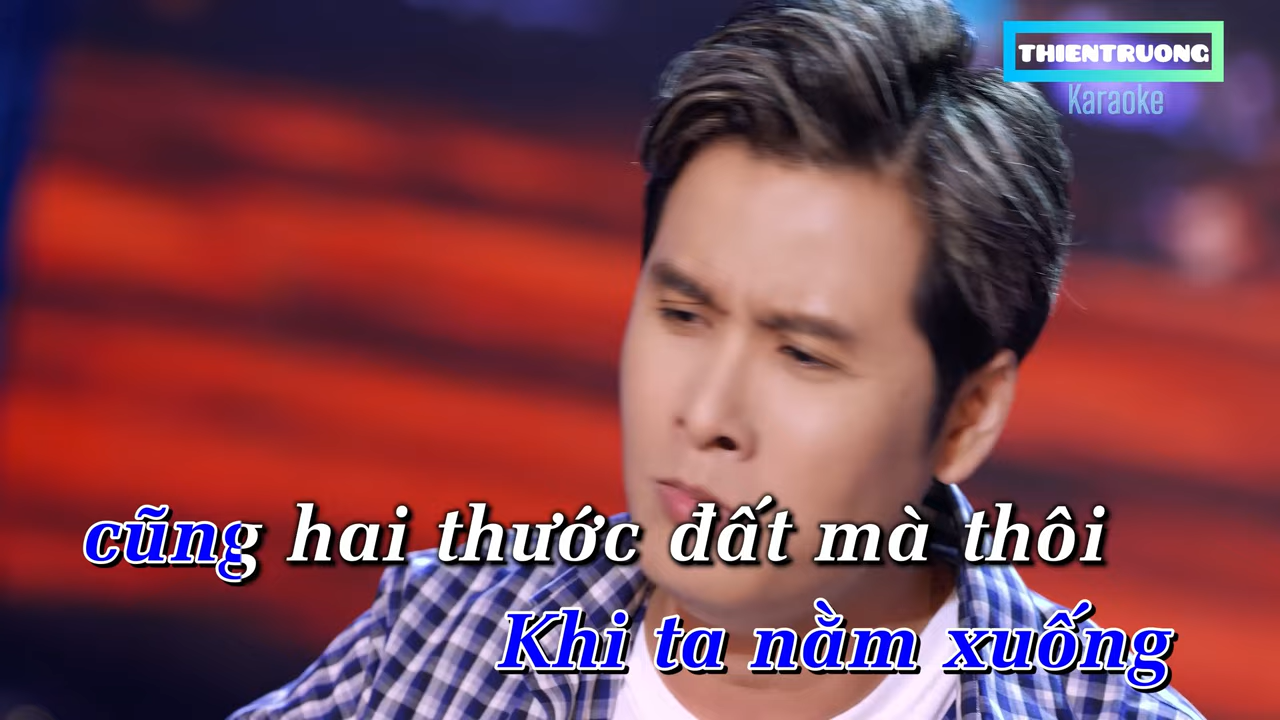 THIENTRUONG
Karaoke
cũng hai thước đất mà thôi
Khi ta nằm xuống